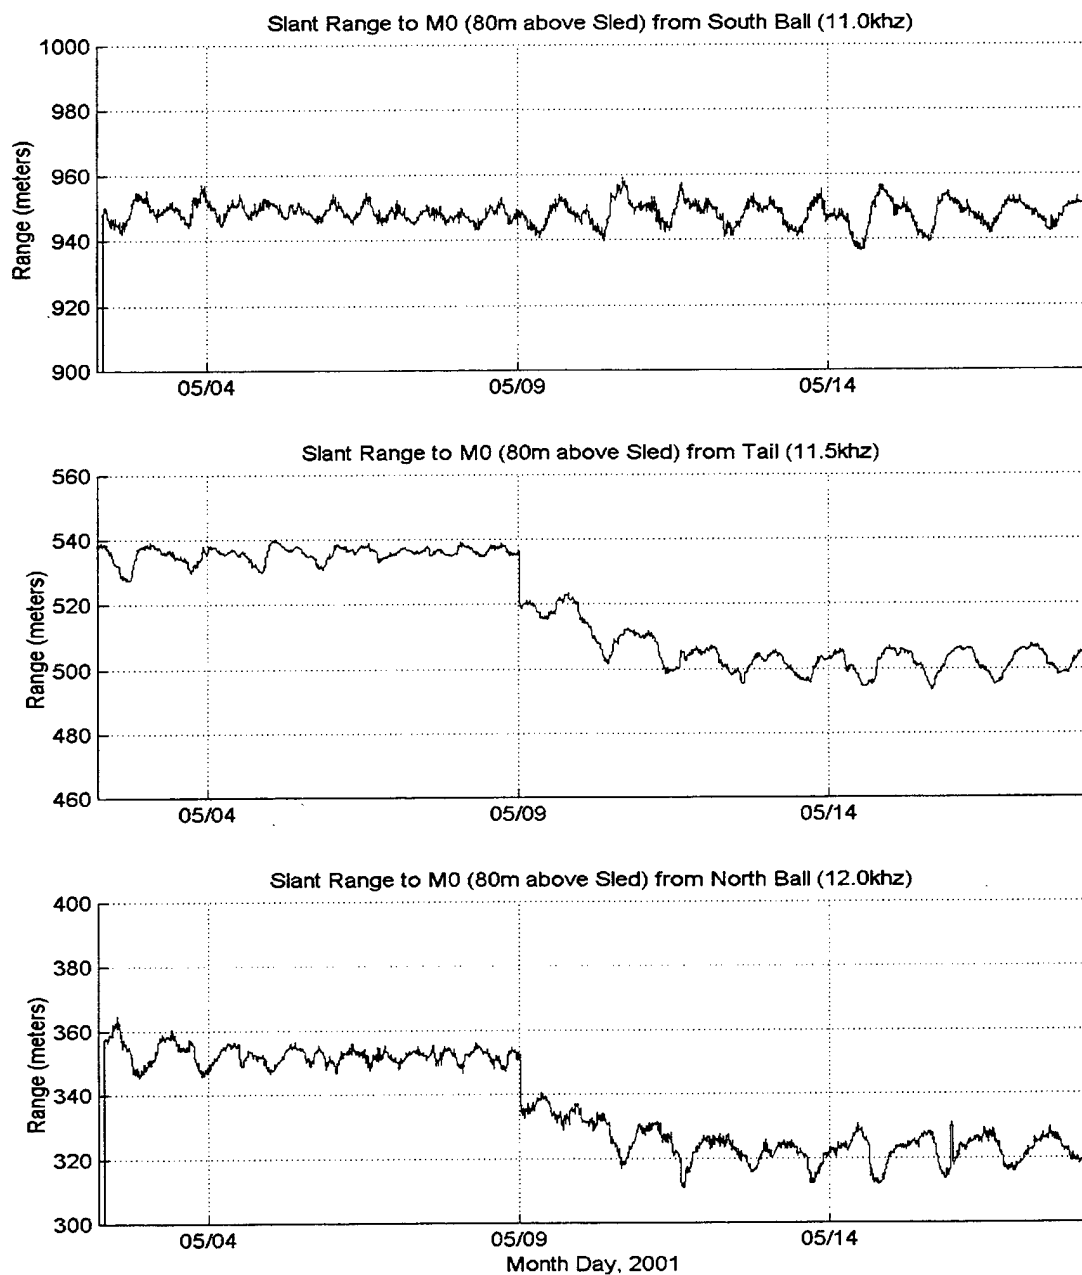 Slant Range to M0 (80m above Sled) from South Ball (11.0khz)
1000
980
960
940
920
900
Range (meters)
05/04 05/09 05/14
Slant Range to M0 (80m above Sled) from Tail (11.5khz)
560
540
520
500
480
460
Range (meters)
05/04 05/09 05/14
Slant Range to M0 (80m above Sled) from North Ball (12.0khz)
400
380
360
340
320
300
Range (meters)
05/04 05/09 05/14
Month Day, 2001